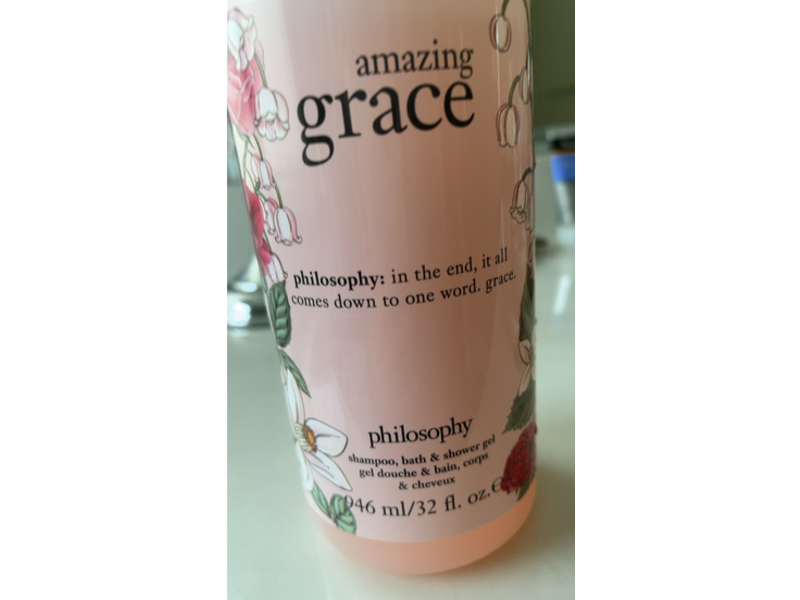 amazing
grace
philosophy: in the end, it all
comes down to one word. grace.
philosophy
shampoo, bath & shower gel
gel douche & bain, corps
& cheveux
946 ml/32 fl. oz. ℮